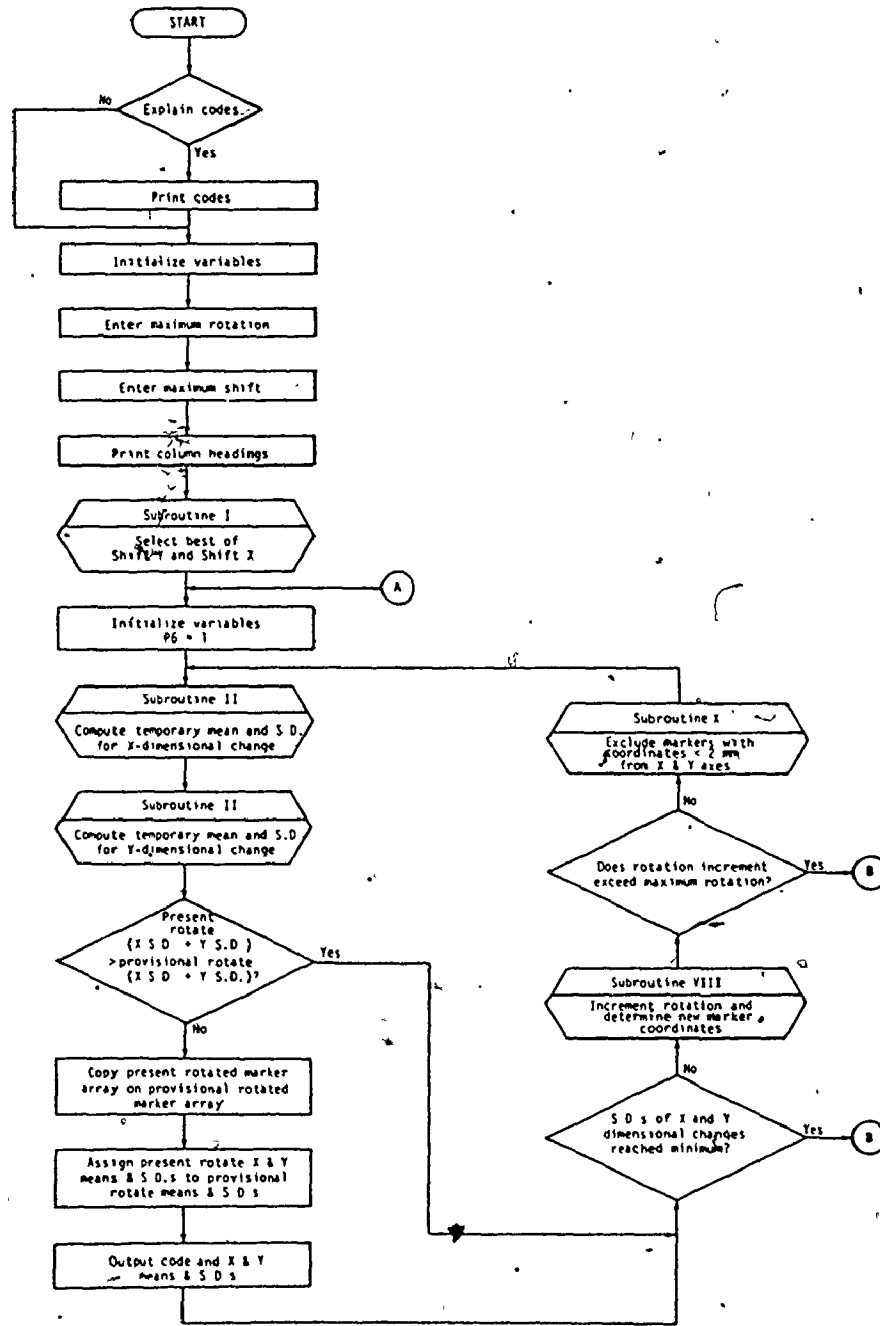 START
No
Explain codes
Yes
Print codes
Initialize variables
Enter maximum rotation
Enter maximum shift
Print column headings
Subroutine I
Select best of
Shift Y and Shift X
A
Initialize variables
P6 = 1
Subroutine II
Compute temporary mean and S D.
for X-dimensional change
Subroutine II
Compute temporary mean and S.D
for Y-dimensional change
Present
rotate
(X S D + Y S.D )
>provisional rotate
(X S D + Y S.D.)?
Yes
No
Copy present rotated marker
array on provisional rotated
marker array
Assign present rotate X & Y
means & S D.s to provisional
rotate means & S D s
Output code and X & Y
means & S D s
Subroutine X
Exclude markers with
coordinates < 2 mm
from X & Y axes
No
Does rotation increment
exceed maximum rotation?
Yes
B
Subroutine VIII
Increment rotation and
determine new marker
coordinates
No
S D s of X and Y
dimensional changes
reached minimum?
Yes
B